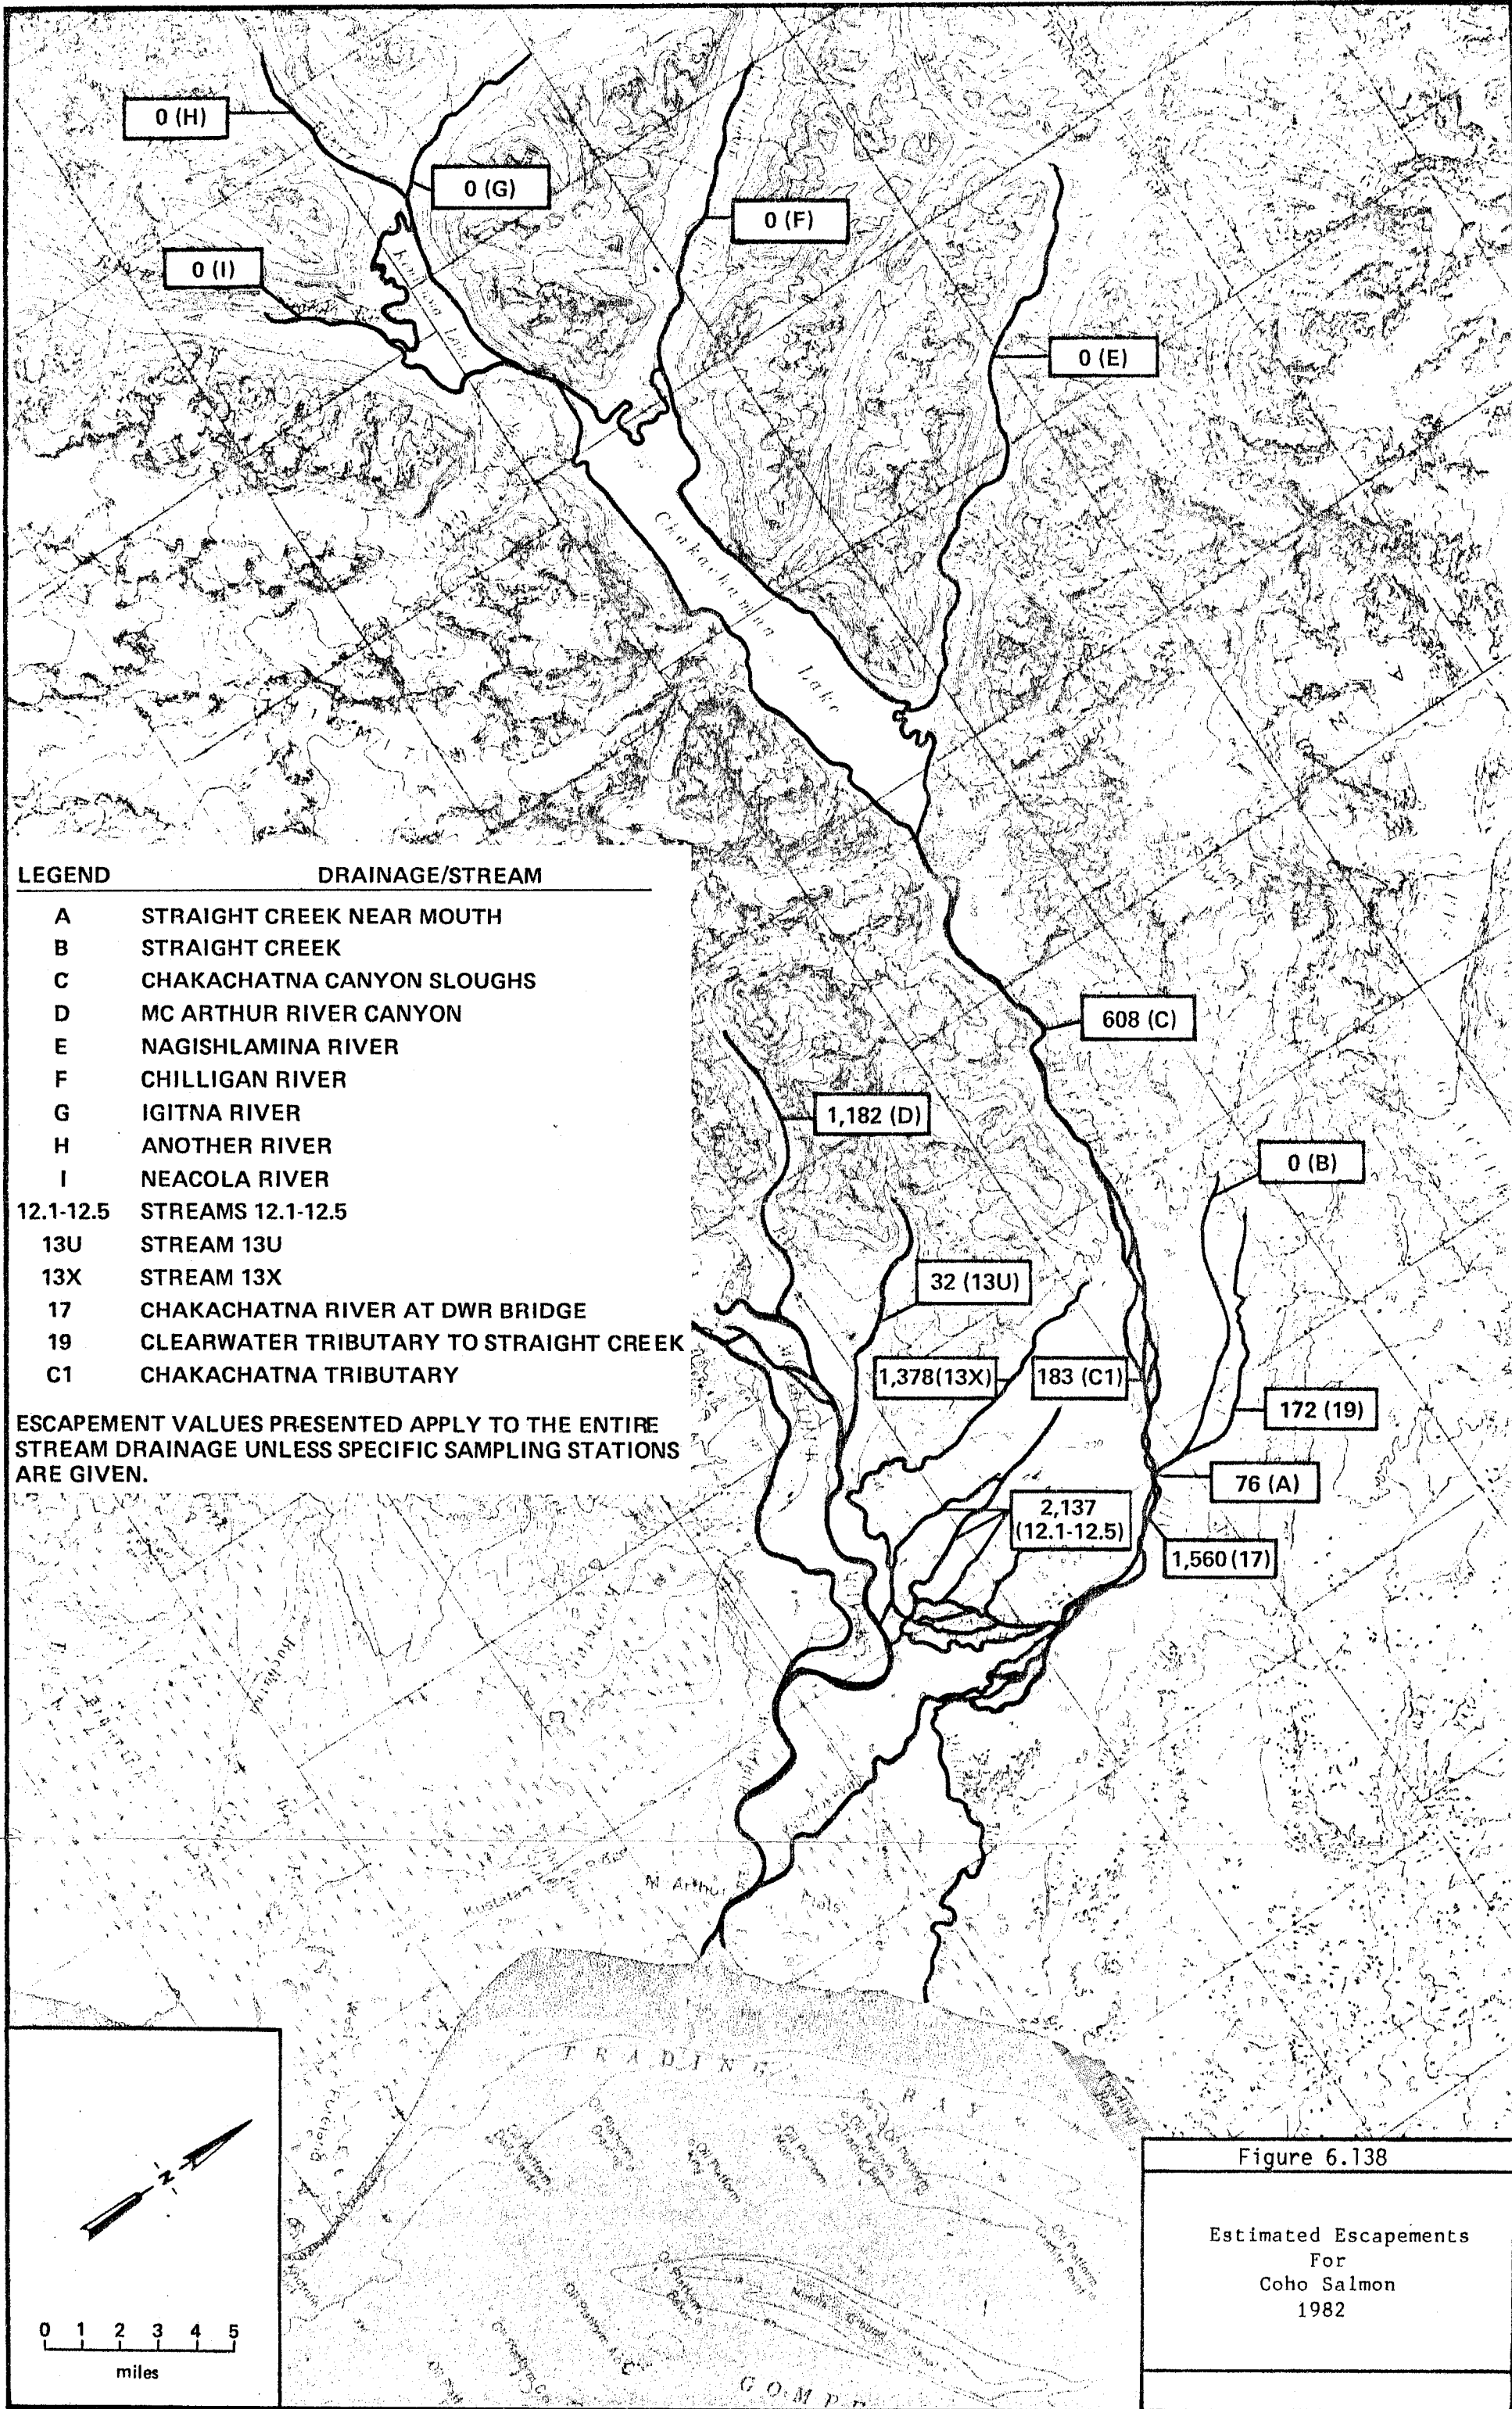 0 (H)
0 (G)
0 (F)
0 (I)
0 (E)
Chakachamna Lake
LEGEND DRAINAGE/STREAM
A STRAIGHT CREEK NEAR MOUTH
B STRAIGHT CREEK
C CHAKACHATNA CANYON SLOUGHS
D MC ARTHUR RIVER CANYON
E NAGISHLAMINA RIVER
F CHILLIGAN RIVER
G IGITNA RIVER
H ANOTHER RIVER
I NEACOLA RIVER
12.1-12.5 STREAMS 12.1-12.5
13U STREAM 13U
13X STREAM 13X
17 CHAKACHATNA RIVER AT DWR BRIDGE
19 CLEARWATER TRIBUTARY TO STRAIGHT CREEK
C1 CHAKACHATNA TRIBUTARY
ESCAPEMENT VALUES PRESENTED APPLY TO THE ENTIRE
STREAM DRAINAGE UNLESS SPECIFIC SAMPLING STATIONS
ARE GIVEN.
608 (C)
1,182 (D)
0 (B)
32 (13U)
1,378(13X)
183 (C1)
172 (19)
76 (A)
2,137
(12.1-12.5)
1,560 (17)
TRADING BAY
N
0 1 2 3 4 5
miles
Figure 6.138
Estimated Escapements
For
Coho Salmon
1982